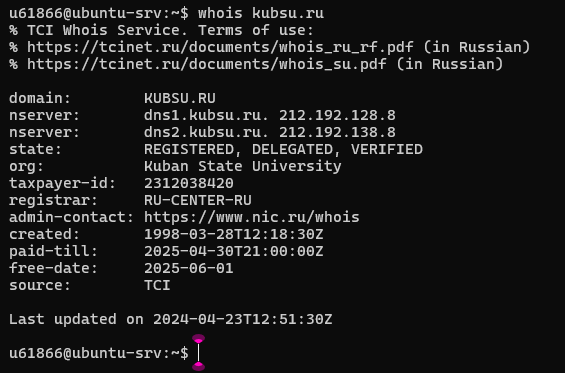 u61866@ubuntu-srv:~$ whois kubsu.ru
% TCI Whois Service. Terms of use:
% https://tcinet.ru/documents/whois_ru_rf.pdf (in Russian)
% https://tcinet.ru/documents/whois_su.pdf (in Russian)

domain:        KUBSU.RU
nserver:       dns1.kubsu.ru. 212.192.128.8
nserver:       dns2.kubsu.ru. 212.192.138.8
state:         REGISTERED, DELEGATED, VERIFIED
org:           Kuban State University
taxpayer-id:   2312038420
registrar:     RU-CENTER-RU
admin-contact: https://www.nic.ru/whois
created:       1998-03-28T12:18:30Z
paid-till:     2025-04-30T21:00:00Z
free-date:     2025-06-01
source:        TCI

Last updated on 2024-04-23T12:51:30Z

u61866@ubuntu-srv:~$